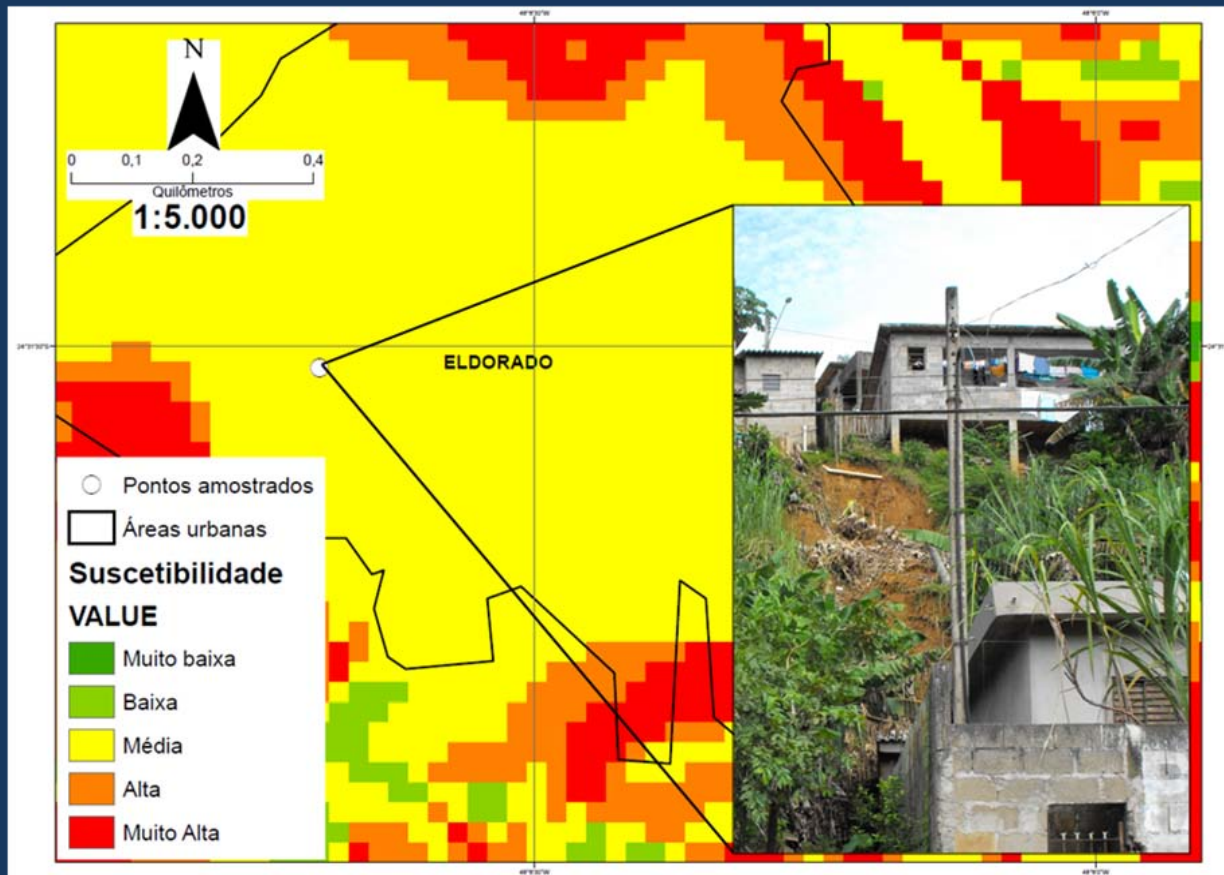 N
0 0,1 0,2 0,4
Quilômetros
1:5.000
ELDORADO
Pontos amostrados
Áreas urbanas
Suscetibilidade
VALUE
Muito baixa
Baixa
Média
Alta
Muito Alta